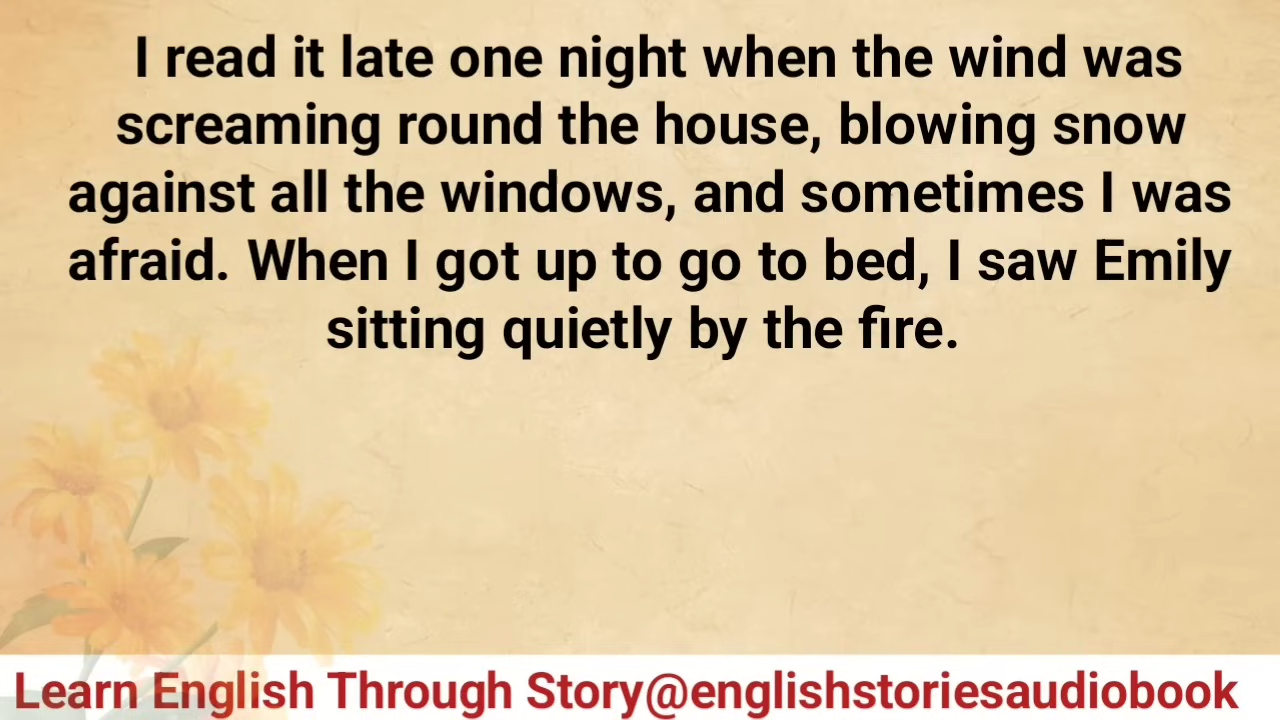 I read it late one night when the wind was
screaming round the house, blowing snow
against all the windows, and sometimes I was
afraid. When I got up to go to bed, I saw Emily
sitting quietly by the fire.
Learn English Through Story@englishstoriesaudiobook